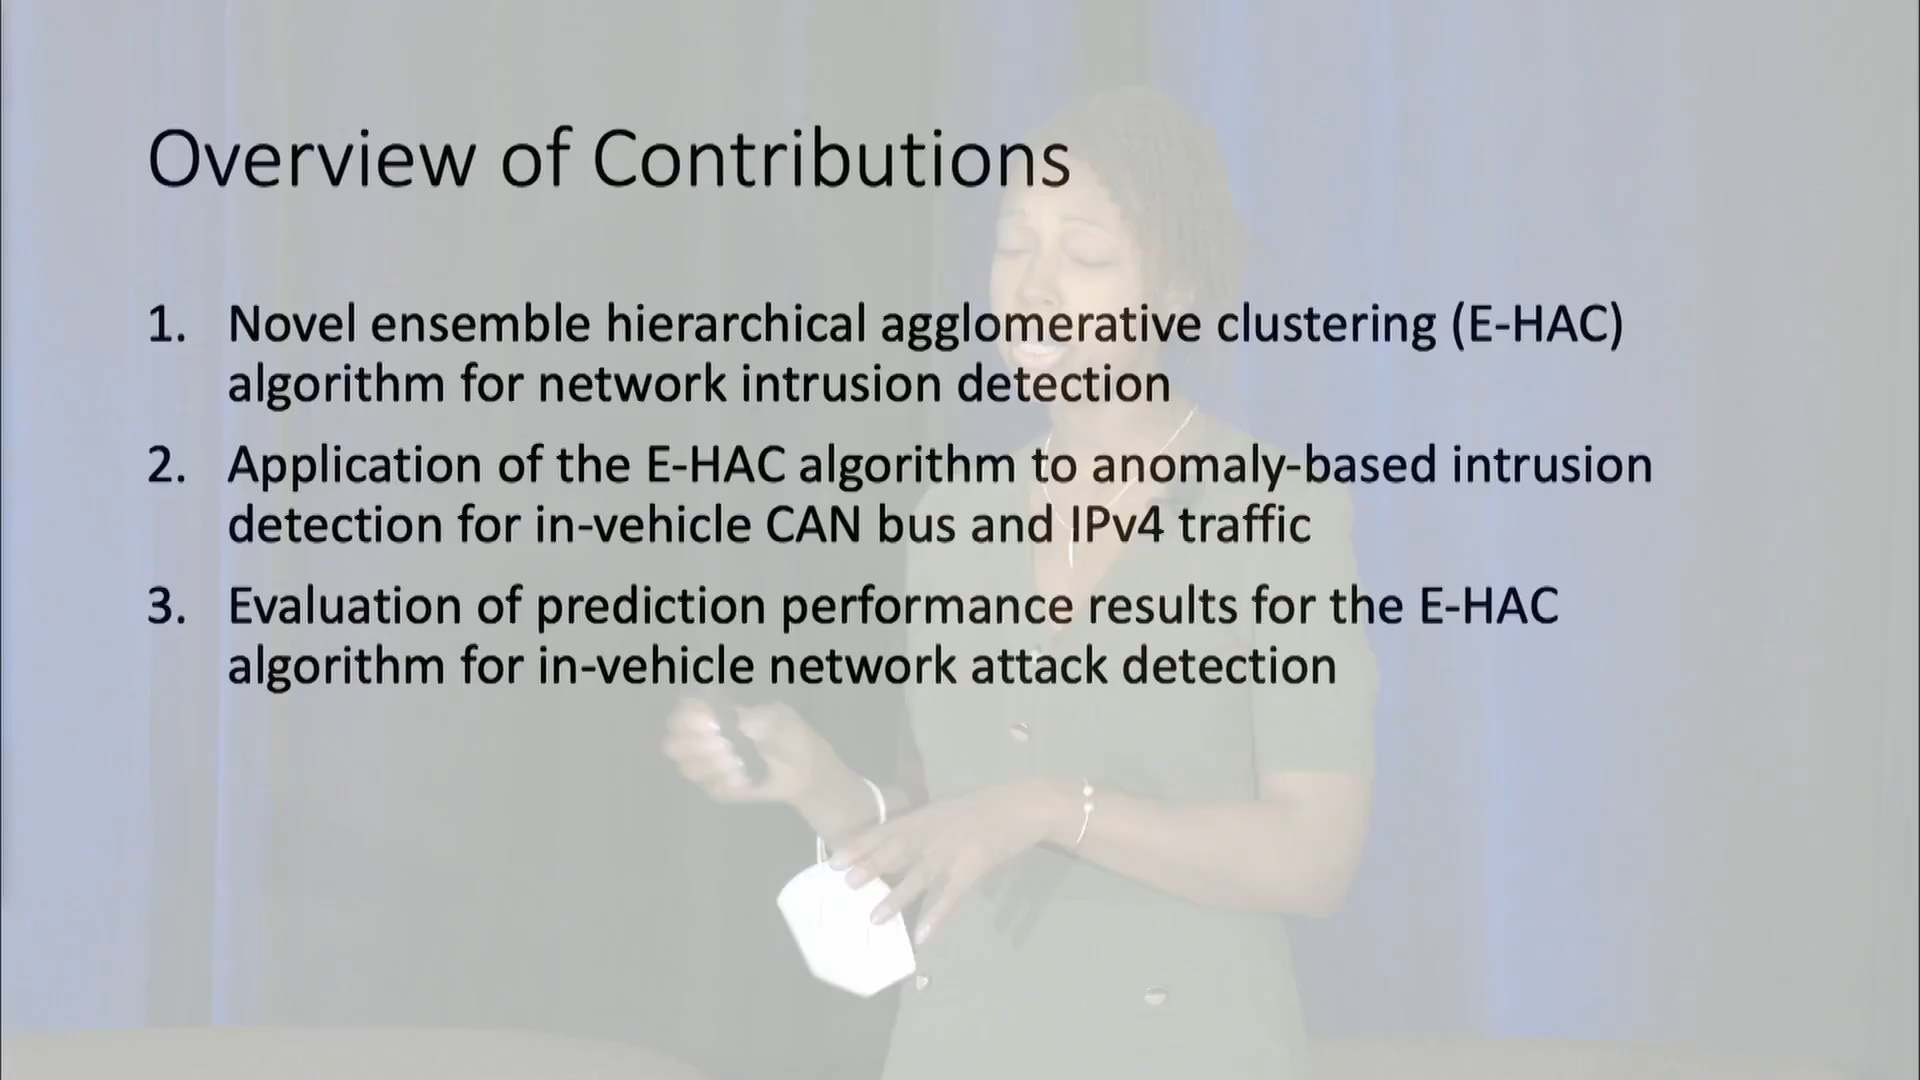 Overview of Contributions
1. Novel ensemble hierarchical agglomerative clustering (E-HAC)
algorithm for network intrusion detection
2. Application of the E-HAC algorithm to anomaly-based intrusion
detection for in-vehicle CAN bus and IPv4 traffic
3. Evaluation of prediction performance results for the E-HAC
algorithm for in-vehicle network attack detection